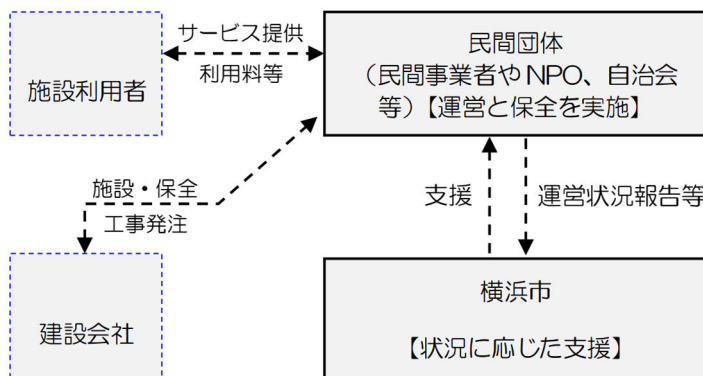 サービス提供
利用料等
施設利用者
民間団体
（民間事業者や NPO、自治会
等）【運営と保全を実施】
施設・保全
工事発注
支援
運営状況報告等
建設会社
横浜市
【状況に応じた支援】